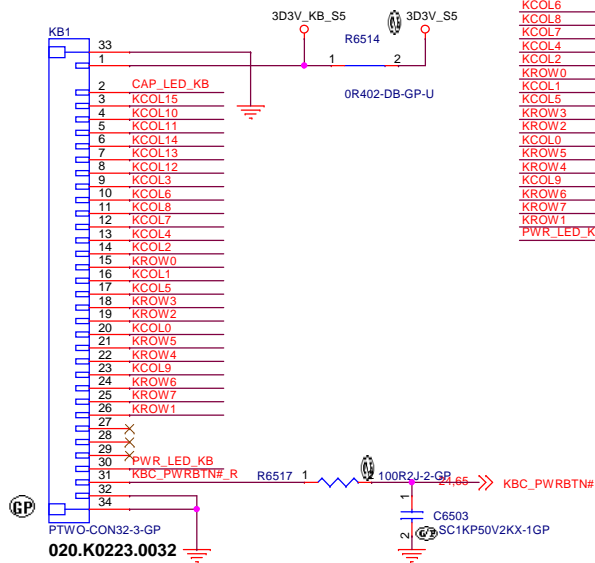 3D3V_KB_S5
3D3V_S5
KB1
R6514
33
1
1
2
0R402-DB-GP-U
2 CAP_LED_KB
3 KCOL15
4 KCOL10
5 KCOL11
6 KCOL14
7 KCOL13
8 KCOL12
9 KCOL3
10 KCOL6
11 KCOL8
12 KCOL7
13 KCOL4
14 KCOL2
15 KROW0
16 KCOL1
17 KCOL5
18 KROW3
19 KROW2
20 KCOL0
21 KROW5
22 KROW4
23 KCOL9
24 KROW6
25 KROW7
26 KROW1
27
28
29
30 PWR_LED_KB
31 KBC_PWRBTN#_R
32
34
R6517
1
100R2J-2-GP
24,65
KBC_PWRBTN#
1
C6503
SC1KP50V2KX-1GP
2
GP
PTWO-CON32-3-GP
020.K0223.0032
KCOL6
KCOL8
KCOL7
KCOL4
KCOL2
KROW0
KCOL1
KCOL5
KROW3
KROW2
KCOL0
KROW5
KROW4
KCOL9
KROW6
KROW7
KROW1
PWR_LED_K